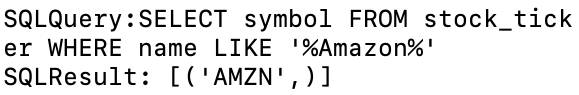 SQLQuery:SELECT symbol FROM stock_tick
er WHERE name LIKE '%Amazon%'
SQLResult: [('AMZN',)]